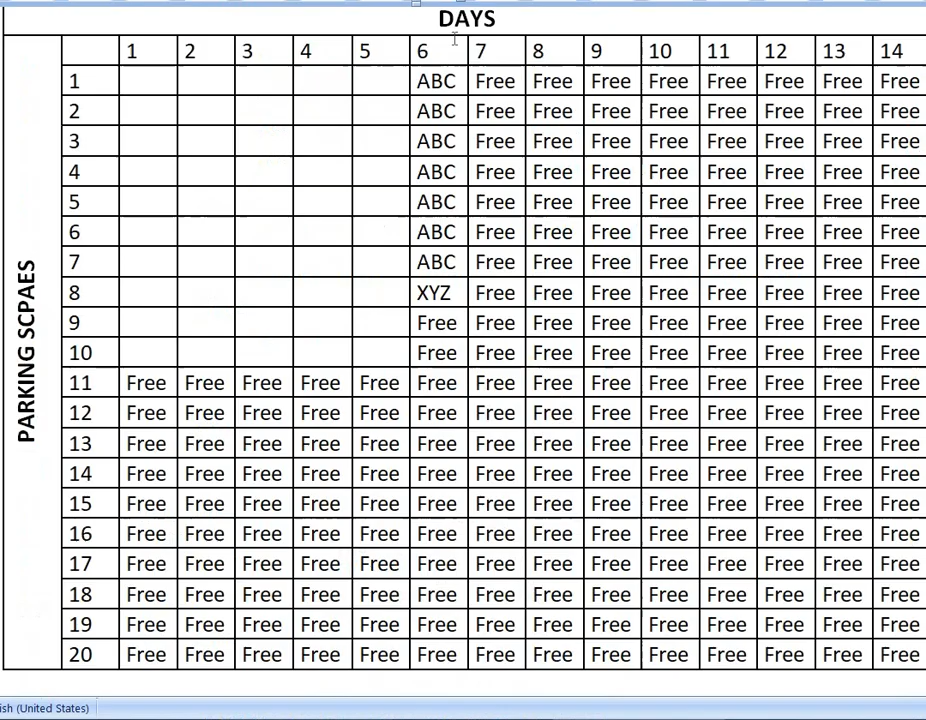 DAYS
1 2 3 4 5 6 7 8 9 10 11 12 13 14
PARKING SCPAES
1 ABC Free Free Free Free Free Free Free Free
2 ABC Free Free Free Free Free Free Free Free
3 ABC Free Free Free Free Free Free Free Free
4 ABC Free Free Free Free Free Free Free Free
5 ABC Free Free Free Free Free Free Free Free
6 ABC Free Free Free Free Free Free Free Free
7 ABC Free Free Free Free Free Free Free Free
8 XYZ Free Free Free Free Free Free Free Free
9 Free Free Free Free Free Free Free Free Free
10 Free Free Free Free Free Free Free Free Free
11 Free Free Free Free Free Free Free Free Free Free Free Free Free Free
12 Free Free Free Free Free Free Free Free Free Free Free Free Free Free
13 Free Free Free Free Free Free Free Free Free Free Free Free Free Free
14 Free Free Free Free Free Free Free Free Free Free Free Free Free Free
15 Free Free Free Free Free Free Free Free Free Free Free Free Free Free
16 Free Free Free Free Free Free Free Free Free Free Free Free Free Free
17 Free Free Free Free Free Free Free Free Free Free Free Free Free Free
18 Free Free Free Free Free Free Free Free Free Free Free Free Free Free
19 Free Free Free Free Free Free Free Free Free Free Free Free Free Free
20 Free Free Free Free Free Free Free Free Free Free Free Free Free Free
ish (United States)